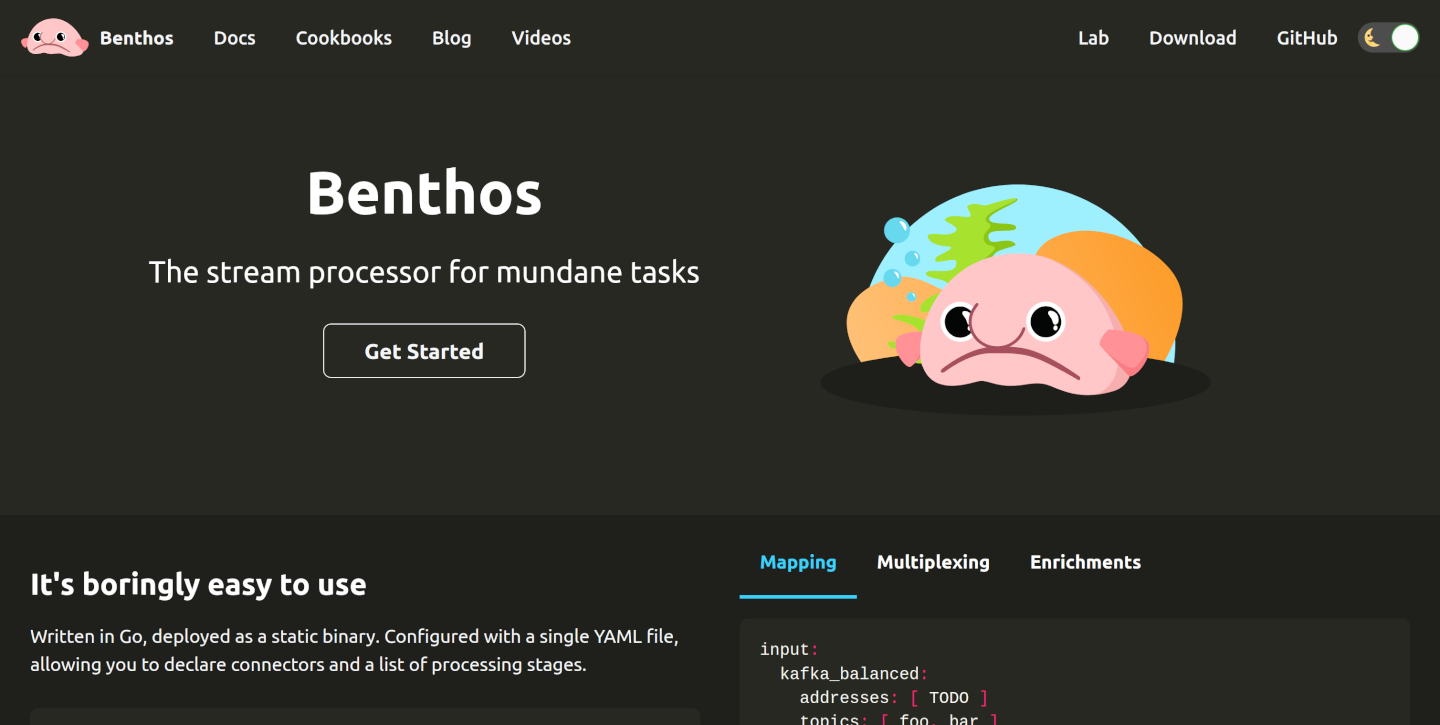 Benthos Docs Cookbooks Blog Videos Lab Download GitHub
Benthos
The stream processor for mundane tasks
Get Started
It's boringly easy to use
Written in Go, deployed as a static binary. Configured with a single YAML file,
allowing you to declare connectors and a list of processing stages.
Mapping Multiplexing Enrichments
input:
kafka_balanced:
addresses: [ TODO ]
topics: [ foo, bar ]